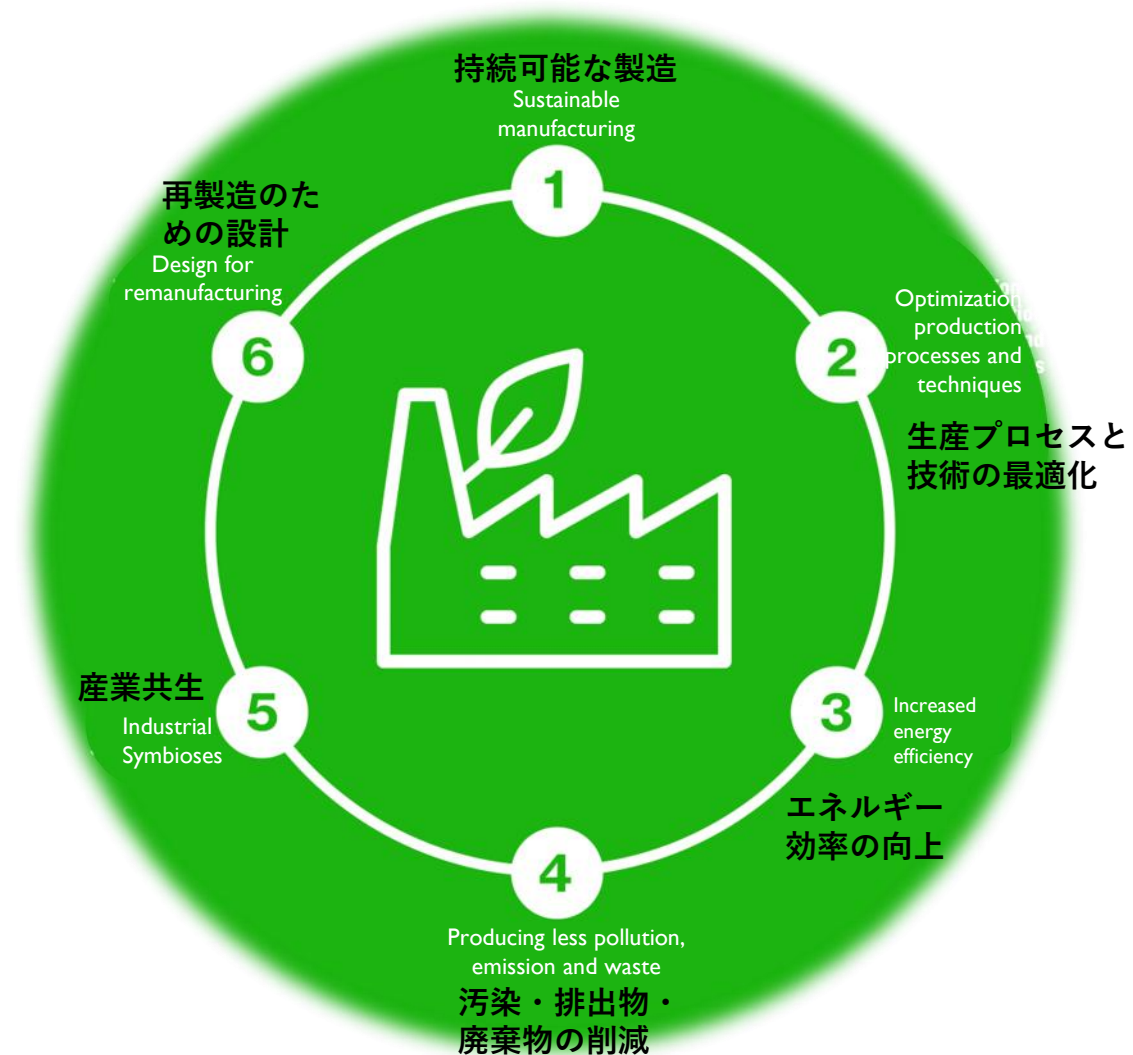 持続可能な製造
Sustainable
manufacturing
1
再製造のた
めの設計
Design for
remanufacturing
6
Optimization
production
processes and
techniques
2
生産プロセスと
技術の最適化
産業共生
Industrial
Symbioses
5
3
Increased
energy
efficiency
エネルギー
効率の向上
4
Producing less pollution,
emission and waste
汚染・排出物・
廃棄物の削減